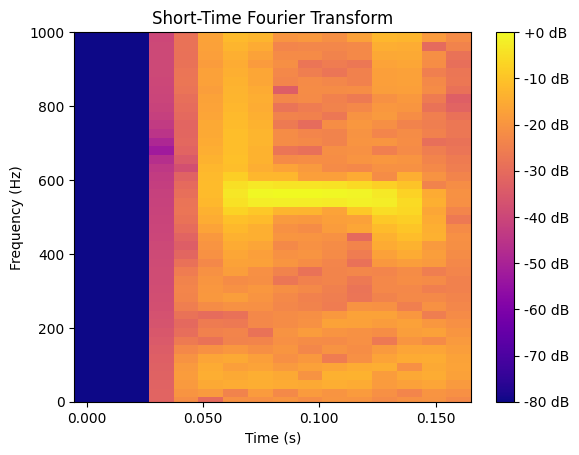 Short-Time Fourier Transform
1000
800
600
400
200
0
Frequency (Hz)
0.000
0.050
0.100
0.150
Time (s)
+0 dB
-10 dB
-20 dB
-30 dB
-40 dB
-50 dB
-60 dB
-70 dB
-80 dB